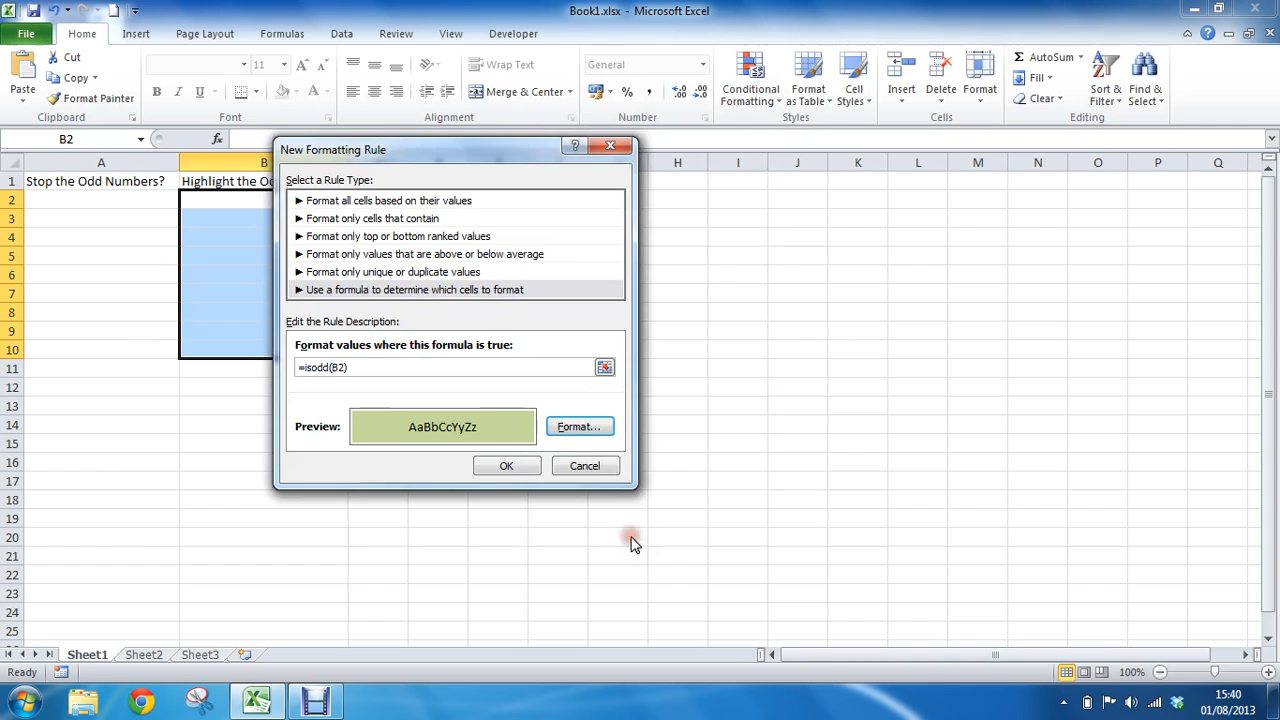 Book1.xlsx - Microsoft Excel
File Home Insert Page Layout Formulas Data Review View Developer
Cut
Copy
Format Painter
Paste
Clipboard
11
B I U A
Font
Wrap Text
Merge & Center
Alignment
General
% ,
Number
Conditional Formatting
Format as Table
Cell Styles
Styles
Insert
Delete
Format
Cells
Σ AutoSum
Fill
Clear
Sort & Filter
Find & Select
Editing
B2
fx
A B H I J K L M N O P Q
1 Stop the Odd Numbers? Highlight the O
2
3
4
5
6
7
8
9
10
11
12
13
14
15
16
17
18
19
20
21
22
23
24
25
New Formatting Rule
Select a Rule Type:
► Format all cells based on their values
► Format only cells that contain
► Format only top or bottom ranked values
► Format only values that are above or below average
► Format only unique or duplicate values
► Use a formula to determine which cells to format
Edit the Rule Description:
Format values where this formula is true:
=isodd(B2)
Preview: AaBbCcYyZz Format...
OK Cancel
Sheet1 Sheet2 Sheet3
Ready
100%
15:40
01/08/2013